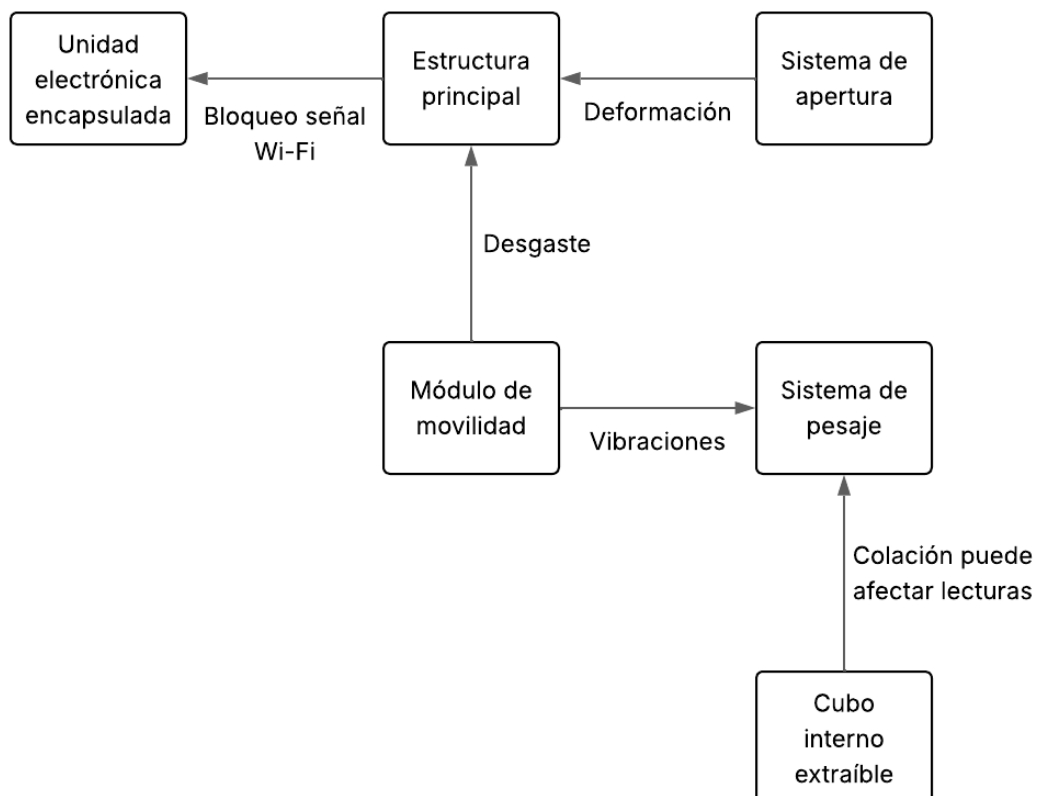 Unidad
electrónica
encapsulada
Bloqueo señal
Wi-Fi
Estructura
principal
Deformación
Sistema de
apertura
Desgaste
Módulo de
movilidad
Vibraciones
Sistema de
pesaje
Colación puede
afectar lecturas
Cubo
interno
extraíble